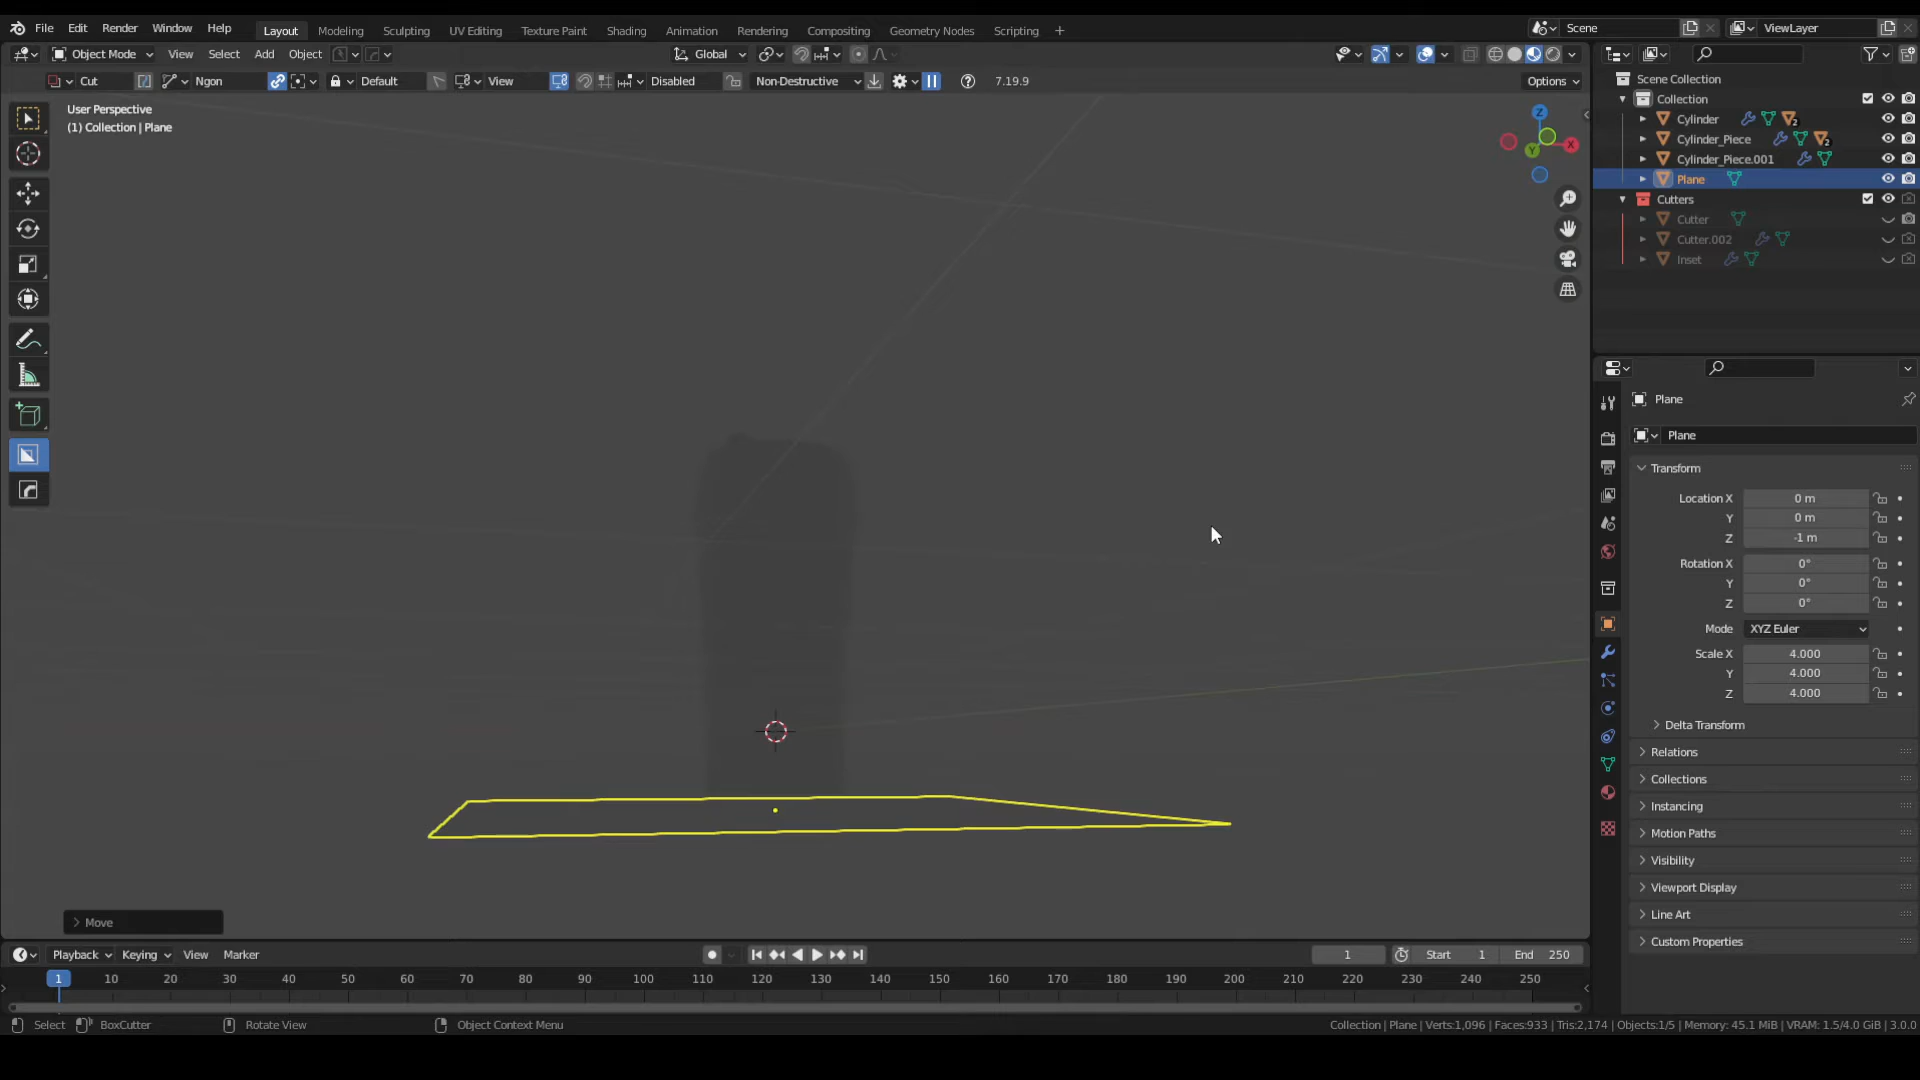 File Edit Render Window Help Layout Modeling Sculpting UV Editing Texture Paint Shading Animation Rendering Compositing Geometry Nodes Scripting + Scene ViewLayer
Object Mode View Select Add Object Global
Cut Ngon Default View Disabled Non-Destructive 7.19.9 Options
User Perspective
(1) Collection | Plane
Z
X
Y
Scene Collection
Collection
Cylinder 2
Cylinder_Piece 2
Cylinder_Piece.001
Plane
Cutters
Cutter
Cutter.002
Inset
Plane
Plane
Transform
Location X 0 m
Y 0 m
Z -1 m
Rotation X 0°
Y 0°
Z 0°
Mode XYZ Euler
Scale X 4.000
Y 4.000
Z 4.000
Delta Transform
Relations
Collections
Instancing
Motion Paths
Visibility
Viewport Display
Line Art
Custom Properties
Move
Playback Keying View Marker 1 Start 1 End 250
1 10 20 30 40 50 60 70 80 90 100 110 120 130 140 150 160 170 180 190 200 210 220 230 240 250
Select BoxCutter Rotate View Object Context Menu Collection | Plane | Verts:1,096 | Faces:933 | Tris:2,174 | Objects:1/5 | Memory: 45.1 MiB | VRAM: 1.5/4.0 GiB | 3.0.0